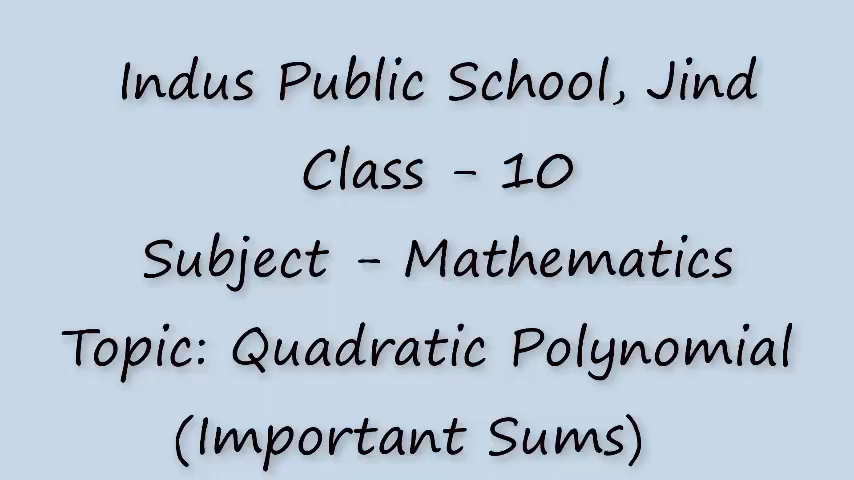 Indus Public School, Jind
Class - 10
Subject - Mathematics
Topic: Quadratic Polynomial
(Important Sums)